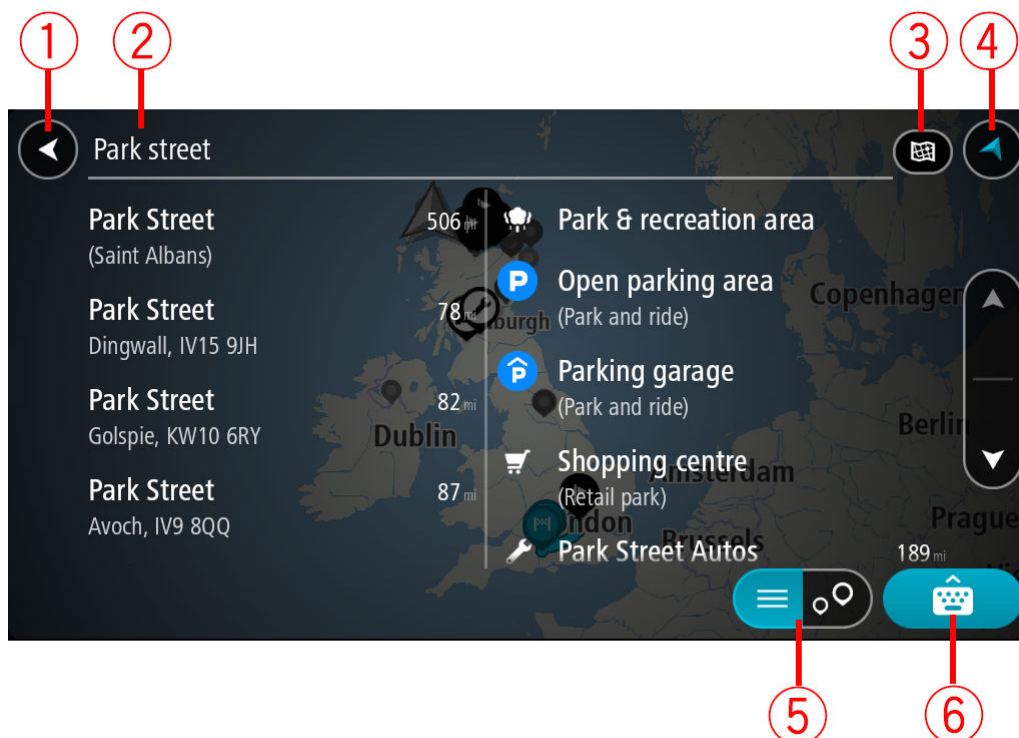 1 2 3 4
Park street
Park Street 506
(Saint Albans)
Park Street 78 mi
Dingwall, IV15 9JH
Park Street 82 mi
Golspie, KW10 6RY
Park Street 87 mi
Avoch, IV9 8QQ
Park & recreation area
P Open parking area
(Park and ride)
P Parking garage
(Park and ride)
Shopping centre
(Retail park)
Park Street Autos 189 mi
Copenhagen
burgh
Dublin
Berlin
Amsterdam
ndon
Brussels
Prague
5 6